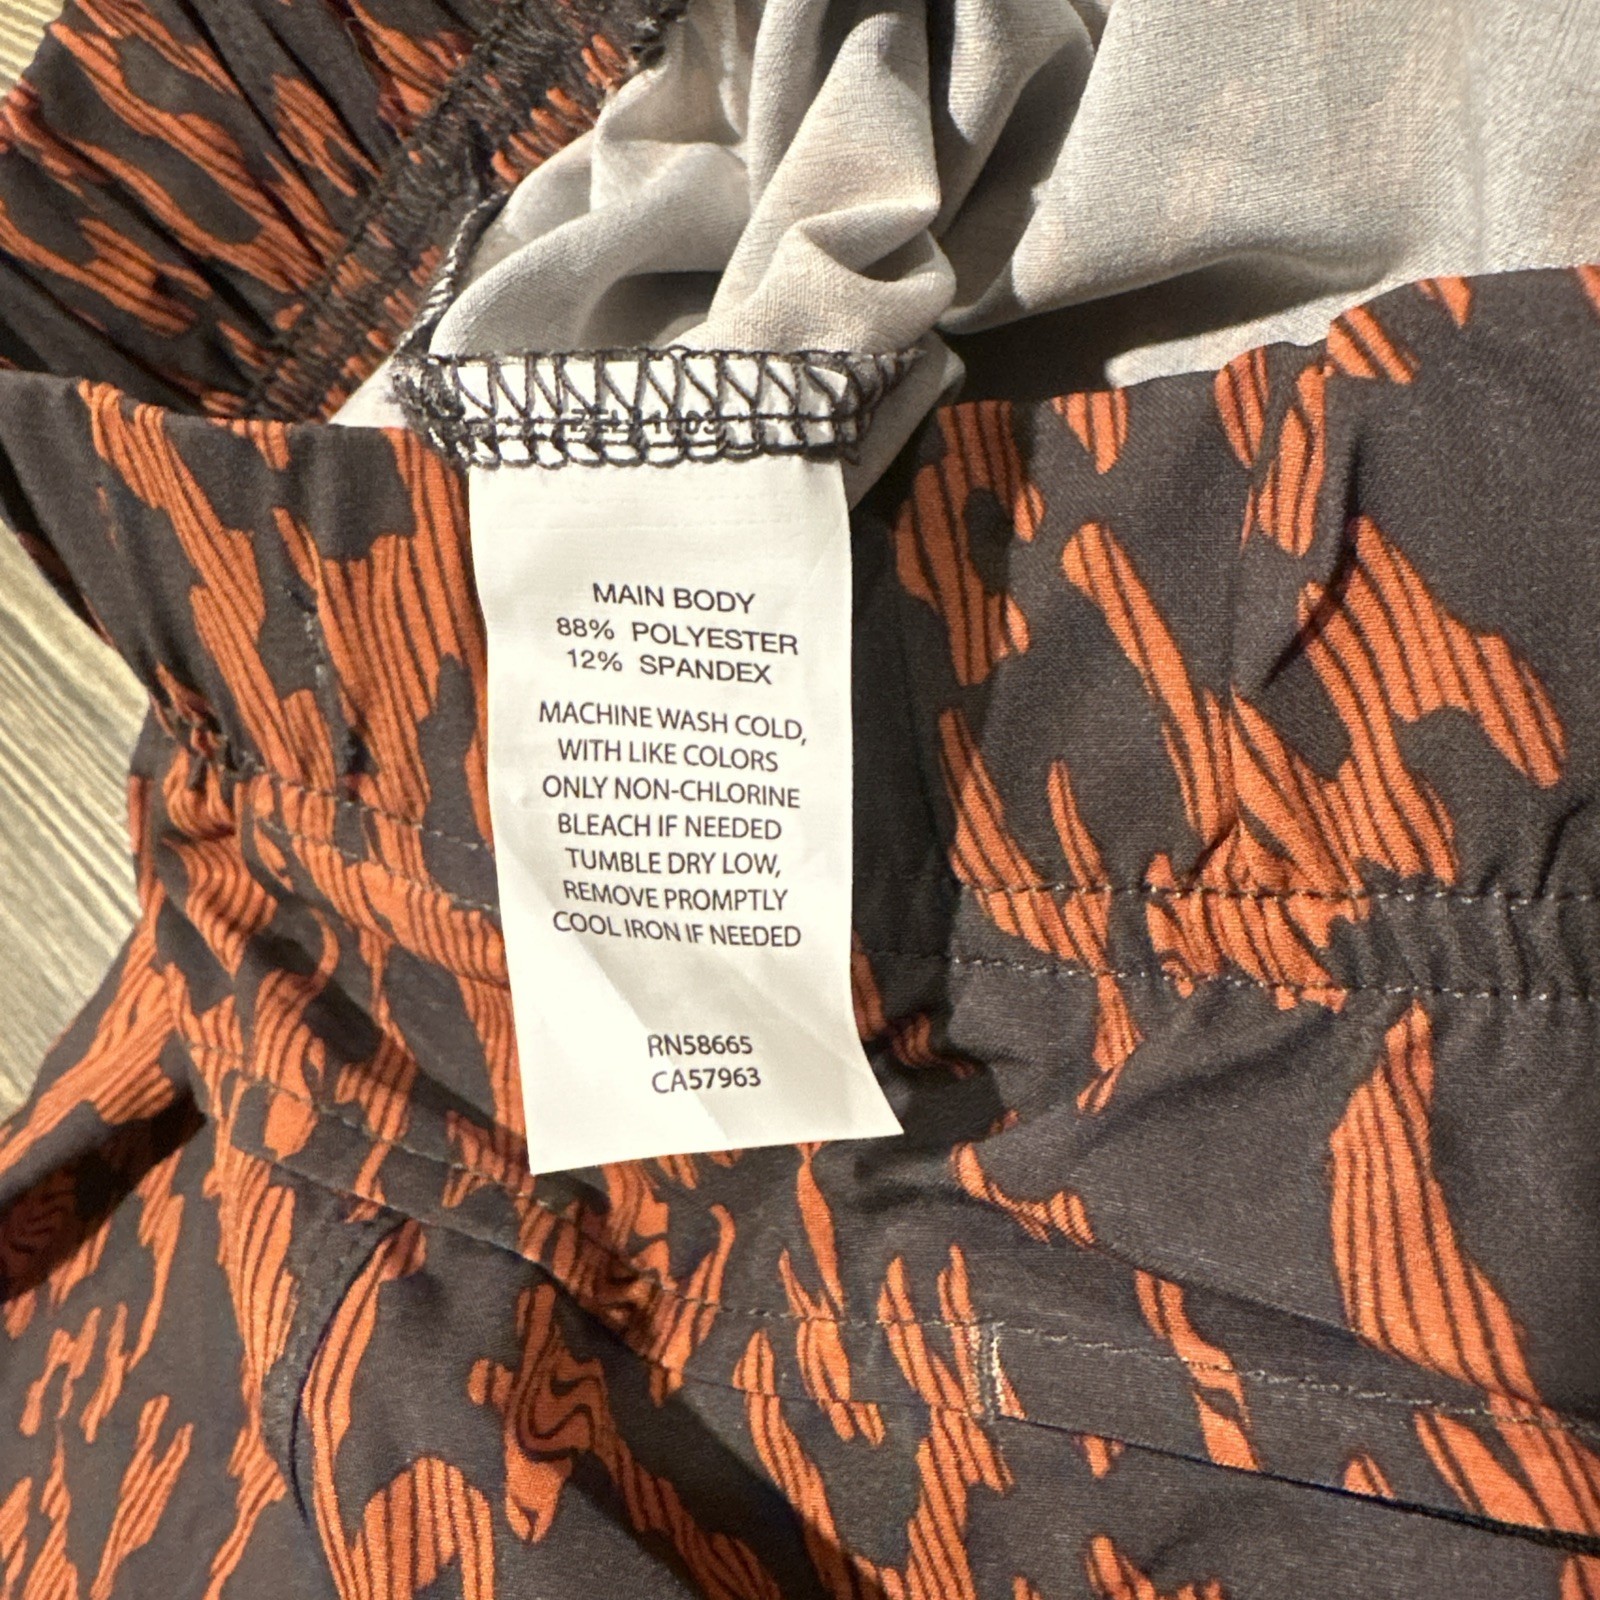 MAIN BODY
88% POLYESTER
12% SPANDEX
MACHINE WASH COLD,
WITH LIKE COLORS
ONLY NON-CHLORINE
BLEACH IF NEEDED
TUMBLE DRY LOW,
REMOVE PROMPTLY
COOL IRON IF NEEDED
RN58665
CA57963